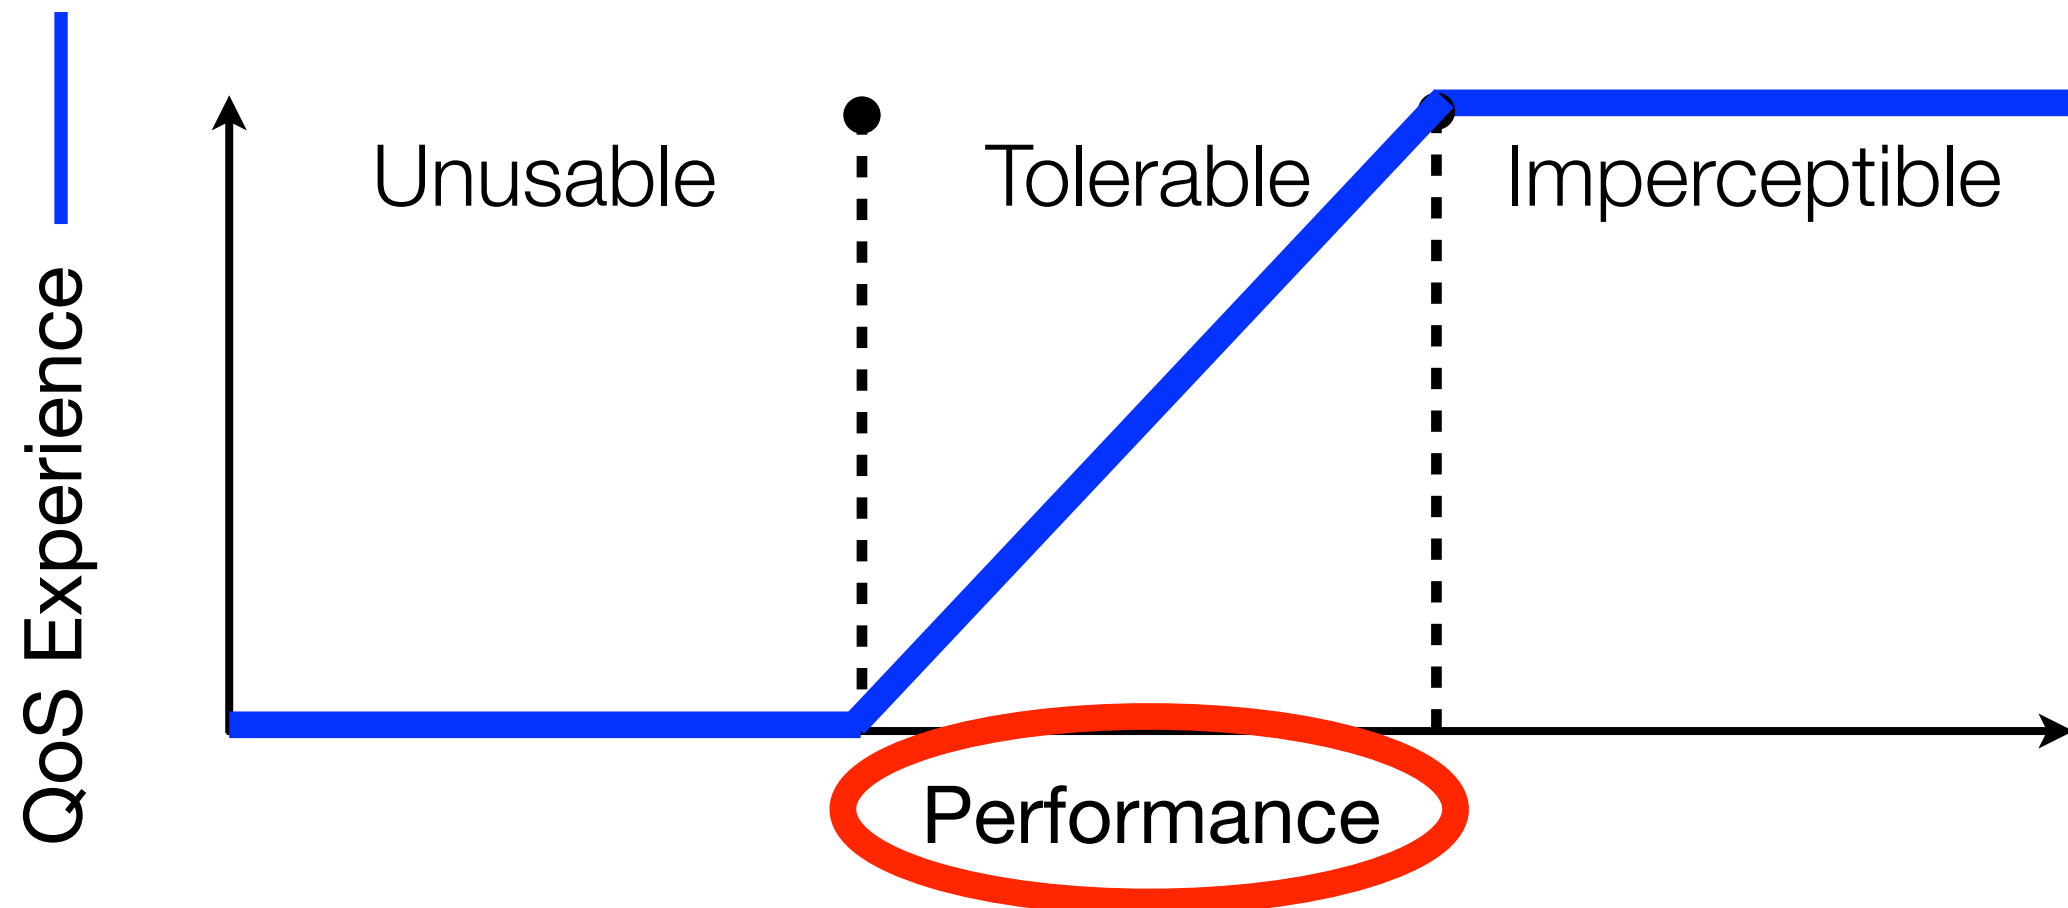 QoS Experience
Unusable
Tolerable
Imperceptible
Performance